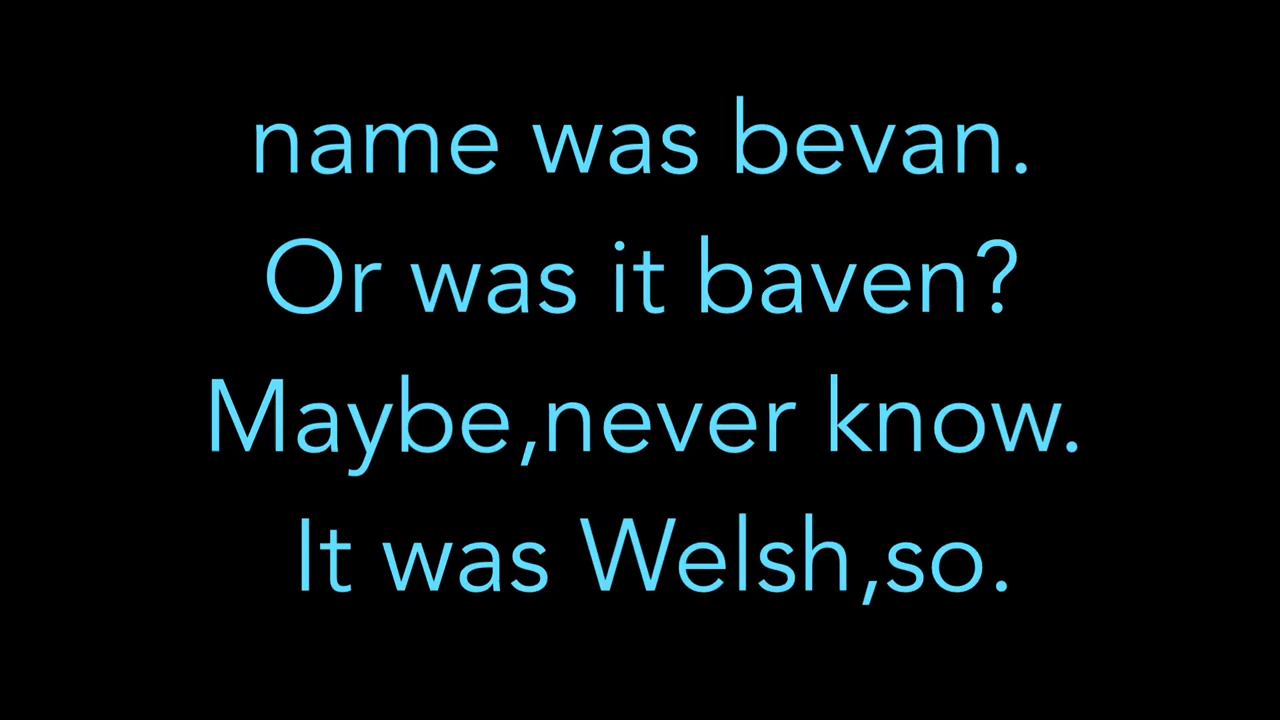 name was bevan.
Or was it baven?
Maybe,never know.
It was Welsh,so.